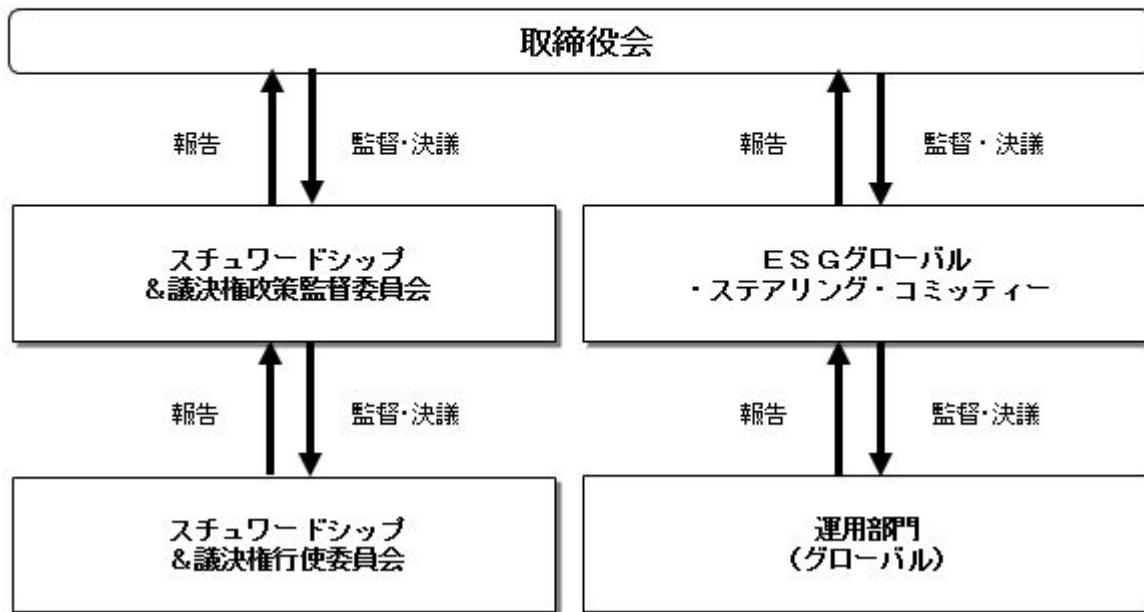 取締役会
報告
監督・決議
報告
監督・決議
スチュワードシップ
&議決権政策監督委員会
ESGグローバル
・ステアリング・コミッティー
報告
監督・決議
報告
監督・決議
スチュワードシップ
&議決権行使委員会
運用部門
(グローバル)